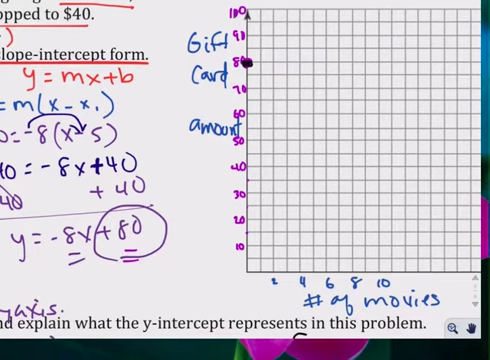 opped to $40.
)
lope-intercept form.
y = mx + b
= m(x - x₁)
0 = -8(x - 5)
40 = -8x + 40
40 + 40
y = -8x + 80
y axis.
nd explain what the y-intercept represents in this problem.
Gift
Card
amount
100
90
80
70
60
50
40
30
20
10
2 4 6 8 10
# of movies